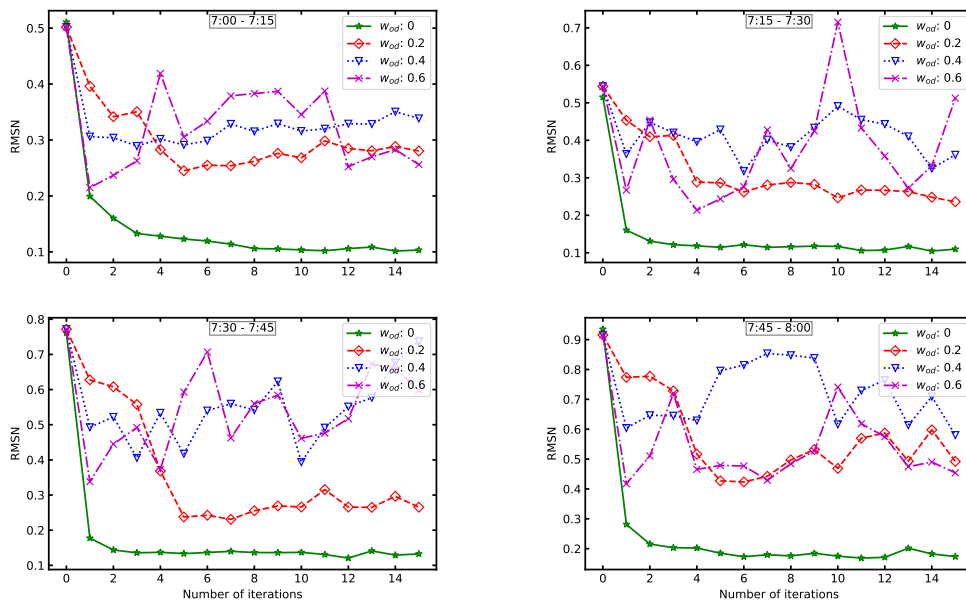 7:00 - 7:15
w_od: 0
w_od: 0.2
w_od: 0.4
w_od: 0.6
RMSN
0.5
0.4
0.3
0.2
0.1
0 2 4 6 8 10 12 14
7:15 - 7:30
w_od: 0
w_od: 0.2
w_od: 0.4
w_od: 0.6
RMSN
0.7
0.6
0.5
0.4
0.3
0.2
0.1
0 2 4 6 8 10 12 14
7:30 - 7:45
w_od: 0
w_od: 0.2
w_od: 0.4
w_od: 0.6
RMSN
0.8
0.7
0.6
0.5
0.4
0.3
0.2
0.1
0 2 4 6 8 10 12 14
Number of iterations
7:45 - 8:00
w_od: 0
w_od: 0.2
w_od: 0.4
w_od: 0.6
RMSN
0.9
0.8
0.7
0.6
0.5
0.4
0.3
0.2
0 2 4 6 8 10 12 14
Number of iterations